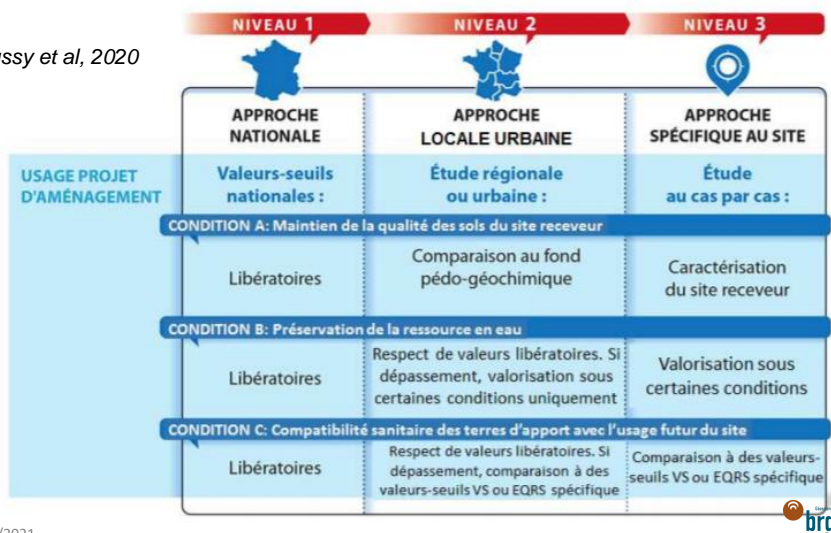 NIVEAU 1
NIVEAU 2
NIVEAU 3
ssy et al, 2020
APPROCHE
NATIONALE
APPROCHE
LOCALE URBAINE
APPROCHE
SPÉCIFIQUE AU SITE
USAGE PROJET
D'AMÉNAGEMENT
Valeurs-seuils
nationales :
Étude régionale
ou urbaine :
Étude
au cas par cas :
CONDITION A: Maintien de la qualité des sols du site receveur
Libératoires
Comparaison au fond
pédo-géochimique
Caractérisation
du site receveur
CONDITION B: Préservation de la ressource en eau
Libératoires
Respect de valeurs libératoires. Si
dépassement, valorisation sous
certaines conditions uniquement
Valorisation sous
certaines conditions
CONDITION C: Compatibilité sanitaire des terres d'apport avec l'usage futur du site
Libératoires
Respect de valeurs libératoires. Si
dépassement, comparaison à des
valeurs-seuils VS ou EQRS spécifique
Comparaison à des valeurs-
seuils VS ou EQRS spécifique